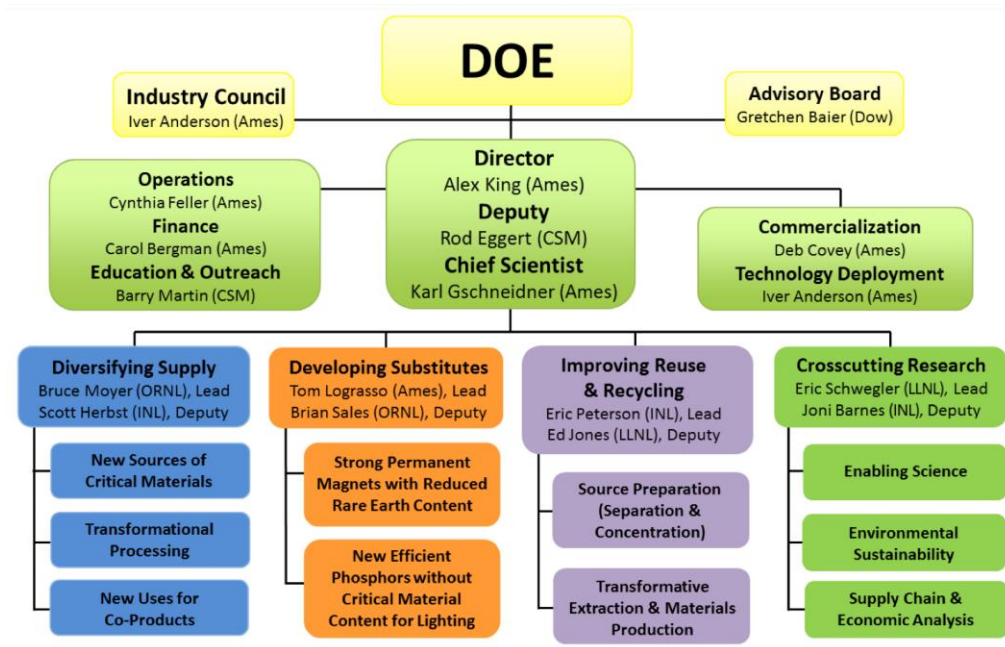 DOE
Industry Council
Iver Anderson (Ames)
Advisory Board
Gretchen Baier (Dow)
Operations
Cynthia Feller (Ames)
Finance
Carol Bergman (Ames)
Education & Outreach
Barry Martin (CSM)
Director
Alex King (Ames)
Deputy
Rod Eggert (CSM)
Chief Scientist
Karl Gschneidner (Ames)
Commercialization
Deb Covey (Ames)
Technology Deployment
Iver Anderson (Ames)
Diversifying Supply
Bruce Moyer (ORNL), Lead
Scott Herbst (INL), Deputy
New Sources of
Critical Materials
Transformational
Processing
New Uses for
Co-Products
Developing Substitutes
Tom Lograsso (Ames), Lead
Brian Sales (ORNL), Deputy
Strong Permanent
Magnets with Reduced
Rare Earth Content
New Efficient
Phosphors without
Critical Material
Content for Lighting
Improving Reuse
& Recycling
Eric Peterson (INL), Lead
Ed Jones (LLNL), Deputy
Source Preparation
(Separation &
Concentration)
Transformative
Extraction & Materials
Production
Crosscutting Research
Eric Schwegler (LLNL), Lead
Joni Barnes (INL), Deputy
Enabling Science
Environmental
Sustainability
Supply Chain &
Economic Analysis